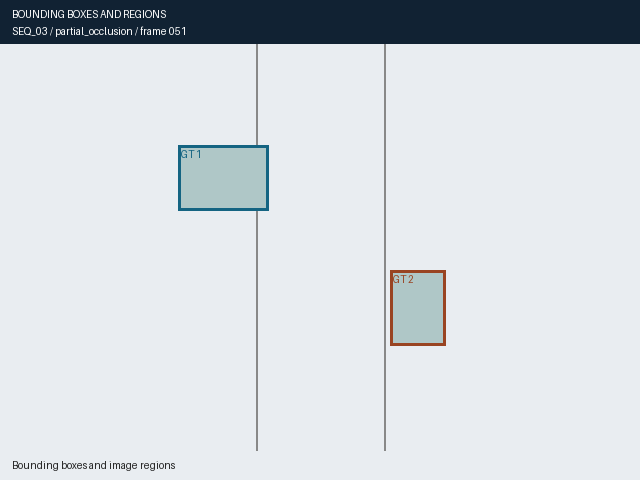 BOUNDING BOXES AND REGIONS
SEQ_03 / partial_occlusion / frame 051
GT1
GT2
Bounding boxes and image regions